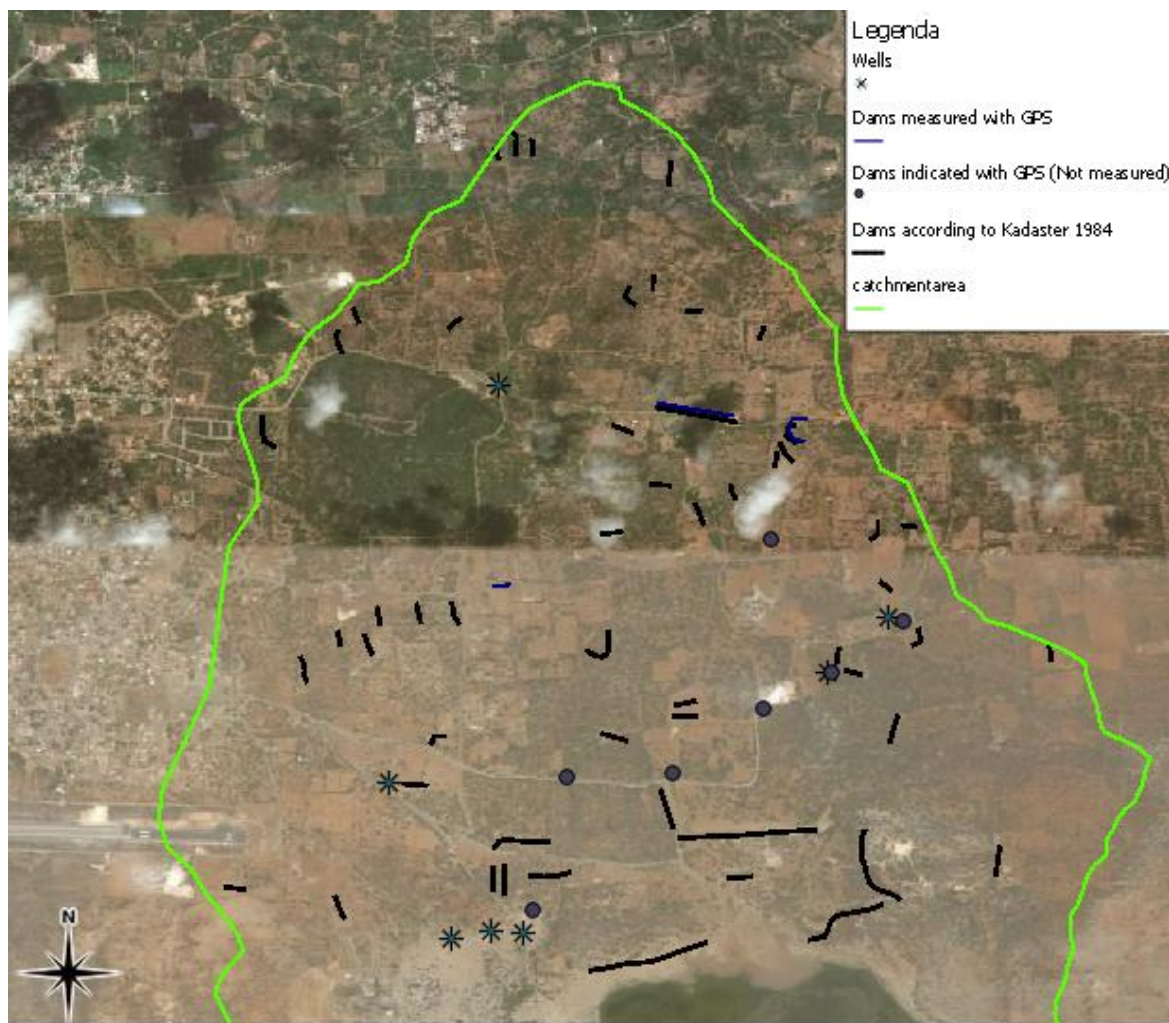 Legenda
Wells
Dams measured with GPS
Dams indicated with GPS (Not measured)
Dams according to Kadaster 1984
catchmentarea
N